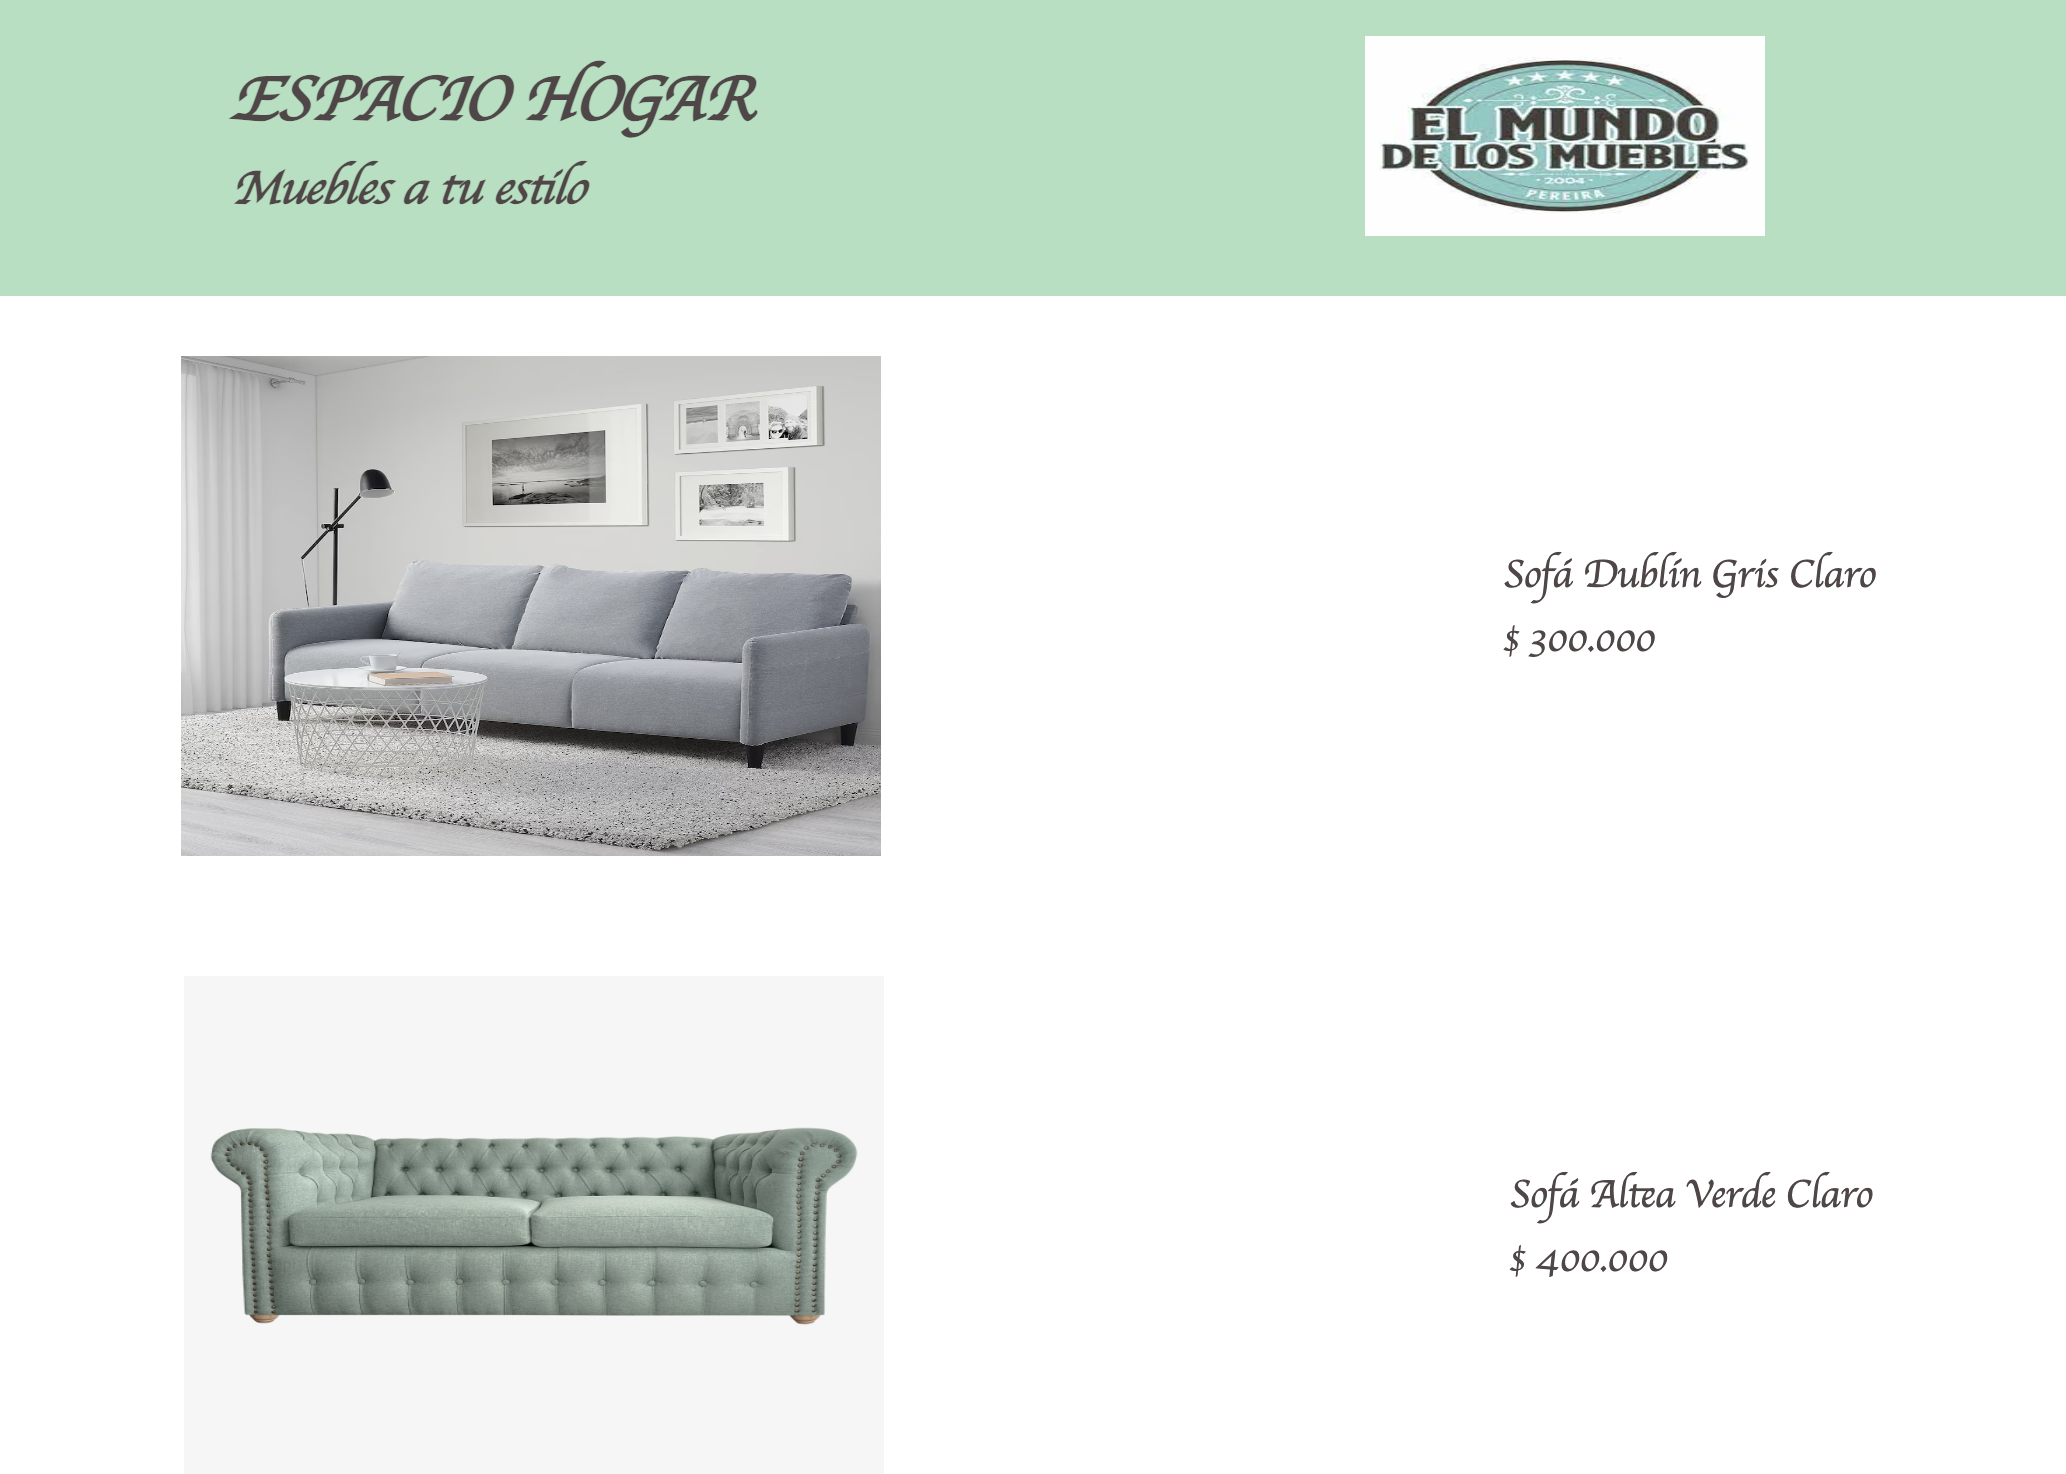 ESPACIO HOGAR
Muebles a tu estilo
EL MUNDO
DE LOS MUEBLES
· 2004 ·
PEREIRA
Sofá Dublín Gris Claro
$ 300.000
Sofá Altea Verde Claro
$ 400.000